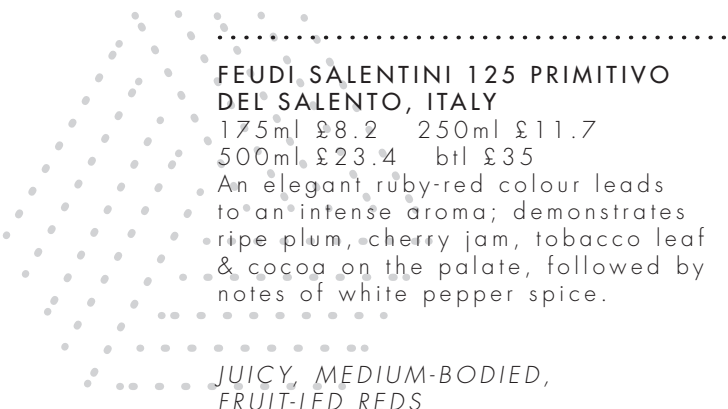 FEUDI SALENTINI 125 PRIMITIVO
DEL SALENTO, ITALY
175ml £8.2 250ml £11.7
500ml £23.4 btl £35
An elegant ruby-red colour leads
to an intense aroma; demonstrates
ripe plum, cherry jam, tobacco leaf
& cocoa on the palate, followed by
notes of white pepper spice.
JUICY, MEDIUM-BODIED,
FRUIT-LED REDS